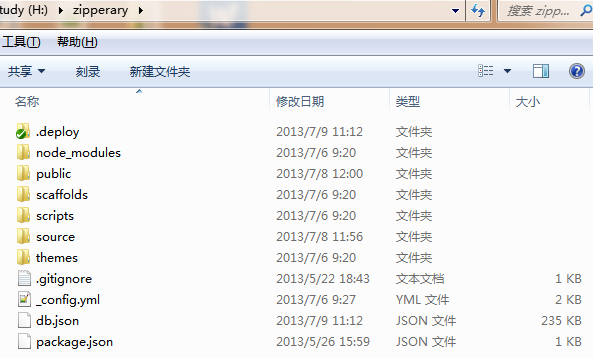 tudy (H:) ▸ zipperary ▸ 搜索 zipp...
工具(T) 帮助(H)
共享 刻录 新建文件夹
名称 修改日期 类型 大小
.deploy 2013/7/9 11:12 文件夹
node_modules 2013/7/6 9:20 文件夹
public 2013/7/8 12:00 文件夹
scaffolds 2013/7/6 9:20 文件夹
scripts 2013/7/6 9:20 文件夹
source 2013/7/8 11:56 文件夹
themes 2013/7/6 9:20 文件夹
.gitignore 2013/5/22 18:43 文本文档 1 KB
_config.yml 2013/7/6 9:27 YML 文件 2 KB
db.json 2013/7/9 11:12 JSON 文件 235 KB
package.json 2013/5/26 15:59 JSON 文件 1 KB